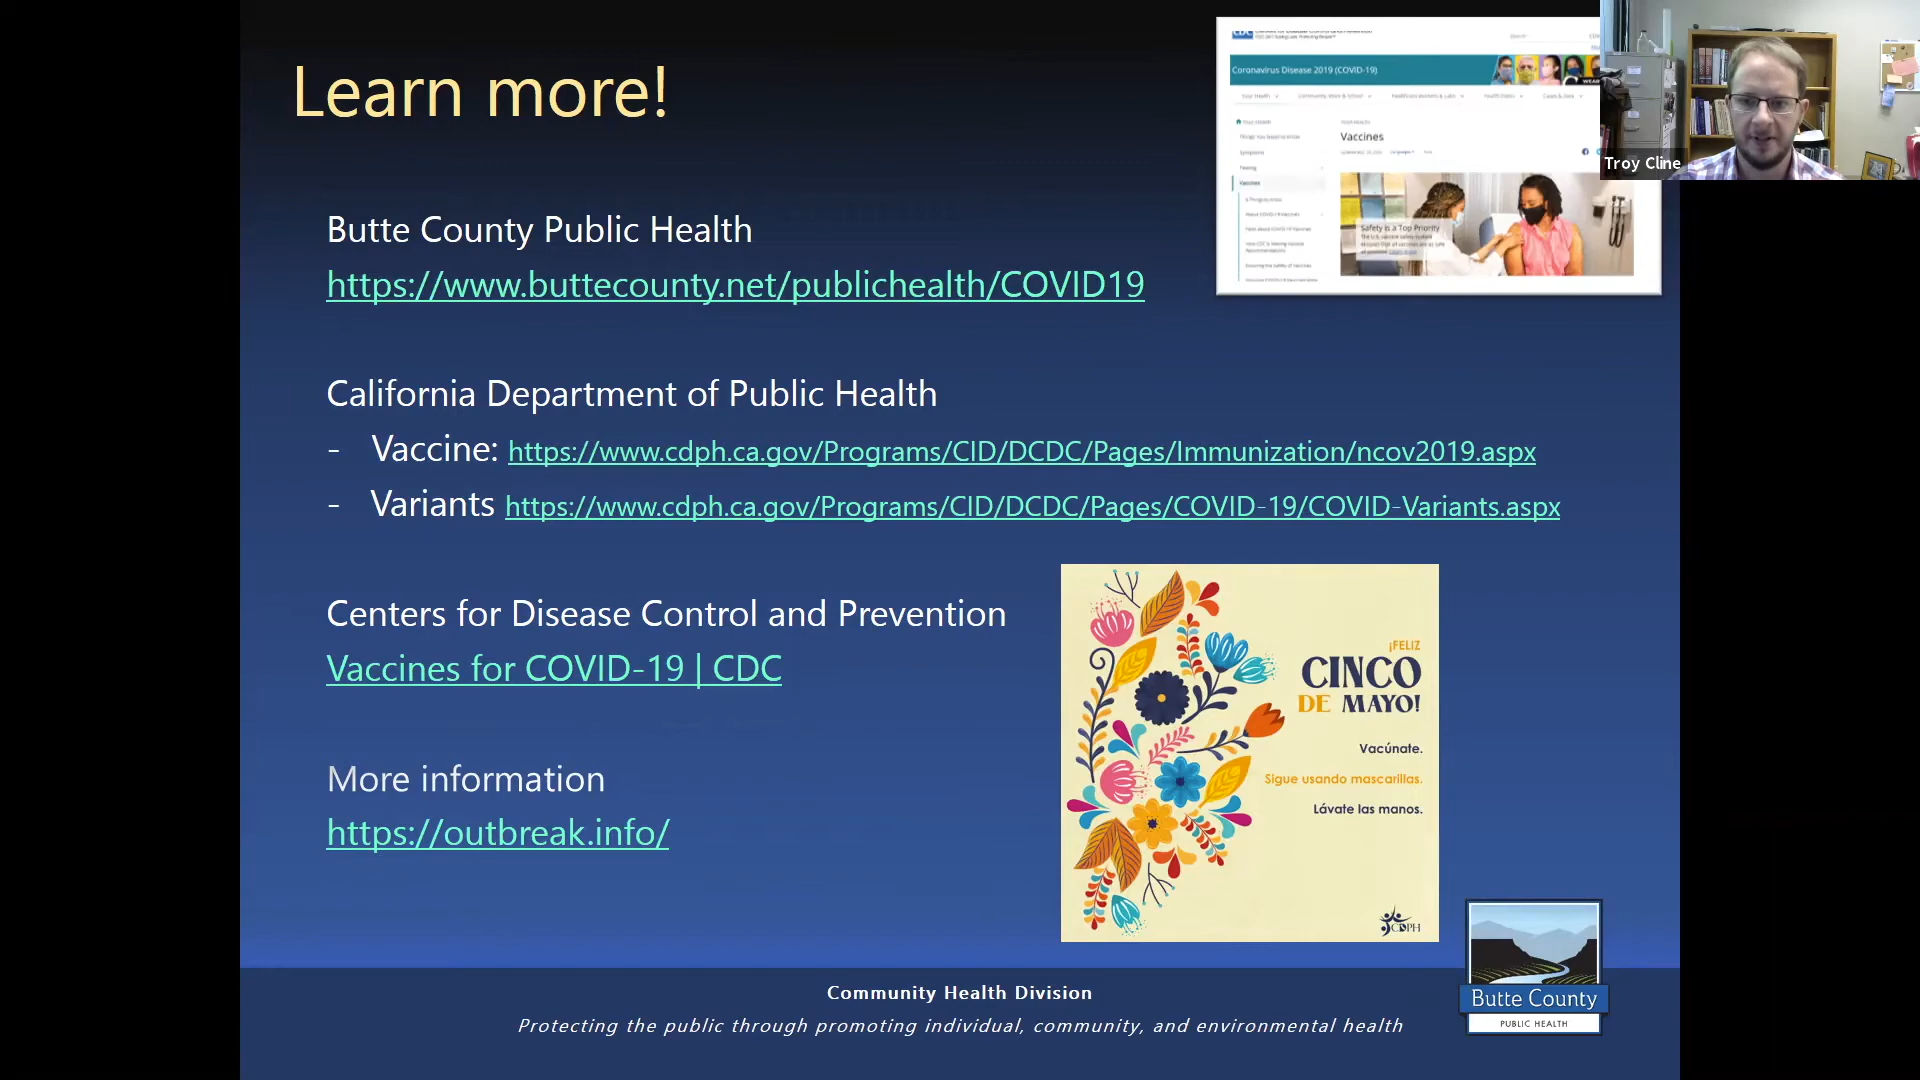 Learn more!
Butte County Public Health
https://www.buttecounty.net/publichealth/COVID19
California Department of Public Health
- Vaccine: https://www.cdph.ca.gov/Programs/CID/DCDC/Pages/Immunization/ncov2019.aspx
- Variants https://www.cdph.ca.gov/Programs/CID/DCDC/Pages/COVID-19/COVID-Variants.aspx
Centers for Disease Control and Prevention
Vaccines for COVID-19 | CDC
More information
https://outbreak.info/
Coronavirus Disease 2019 (COVID-19)
Your Health
Vaccines
Symptoms
Testing
Vaccines
Safety is a Top Priority
Troy Cline
¡FELIZ
CINCO
DE MAYO!
Vacúnate.
Sigue usando mascarillas.
Lávate las manos.
CDPH
Community Health Division
Protecting the public through promoting individual, community, and environmental health
Butte County
PUBLIC HEALTH